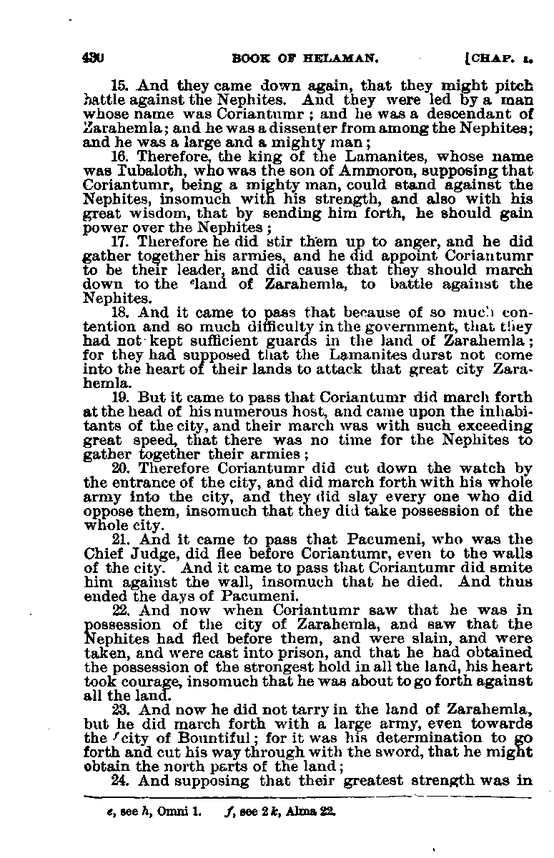 430 BOOK OF HELAMAN. [CHAP. 1.
15. And they came down again, that they might pitch
battle against the Nephites. And they were led by a man
whose name was Coriantumr ; and he was a descendant of
Zarahemla; and he was a dissenter from among the Nephites;
and he was a large and a mighty man ;
16. Therefore, the king of the Lamanites, whose name
was Tubaloth, who was the son of Ammoron, supposing that
Coriantumr, being a mighty man, could stand against the
Nephites, insomuch with his strength, and also with his
great wisdom, that by sending him forth, he should gain
power over the Nephites ;
17. Therefore he did stir them up to anger, and he did
gather together his armies, and he did appoint Coriantumr
to be their leader, and did cause that they should march
down to the eland of Zarahemla, to battle against the
Nephites.
18. And it came to pass that because of so much con-
tention and so much difficulty in the government, that they
had not kept sufficient guards in the land of Zarahemla ;
for they had supposed that the Lamanites durst not come
into the heart of their lands to attack that great city Zara-
hemla.
19. But it came to pass that Coriantumr did march forth
at the head of his numerous host, and came upon the inhabi-
tants of the city, and their march was with such exceeding
great speed, that there was no time for the Nephites to
gather together their armies ;
20. Therefore Coriantumr did cut down the watch by
the entrance of the city, and did march forth with his whole
army into the city, and they did slay every one who did
oppose them, insomuch that they did take possession of the
whole city.
21. And it came to pass that Pacumeni, who was the
Chief Judge, did flee before Coriantumr, even to the walls
of the city. And it came to pass that Coriantumr did smite
him against the wall, insomuch that he died. And thus
ended the days of Pacumeni.
22. And now when Coriantumr saw that he was in
possession of the city of Zarahemla, and saw that the
Nephites had fled before them, and were slain, and were
taken, and were cast into prison, and that he had obtained
the possession of the strongest hold in all the land, his heart
took courage, insomuch that he was about to go forth against
all the land.
23. And now he did not tarry in the land of Zarahemla,
but he did march forth with a large army, even towards
the fcity of Bountiful ; for it was his determination to go
forth and cut his way through with the sword, that he might
obtain the north parts of the land ;
24. And supposing that their greatest strength was in
e, see h, Omni 1. f, see 2 k, Alma 22.